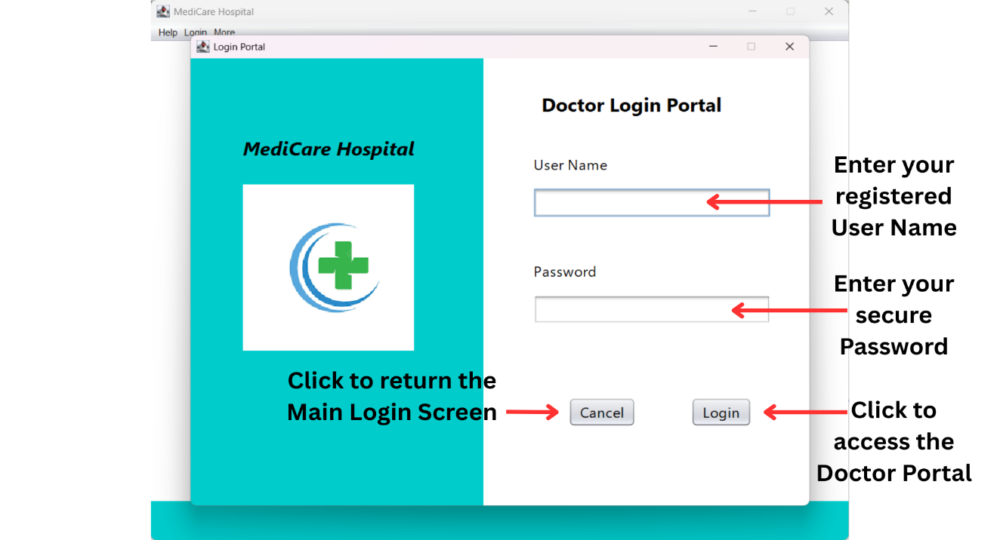 MediCare Hospital
Help Login More
Login Portal
Doctor Login Portal
MediCare Hospital
User Name
Enter your
registered
User Name
Password
Enter your
secure
Password
Click to return the
Main Login Screen
Cancel
Login
Click to
access the
Doctor Portal